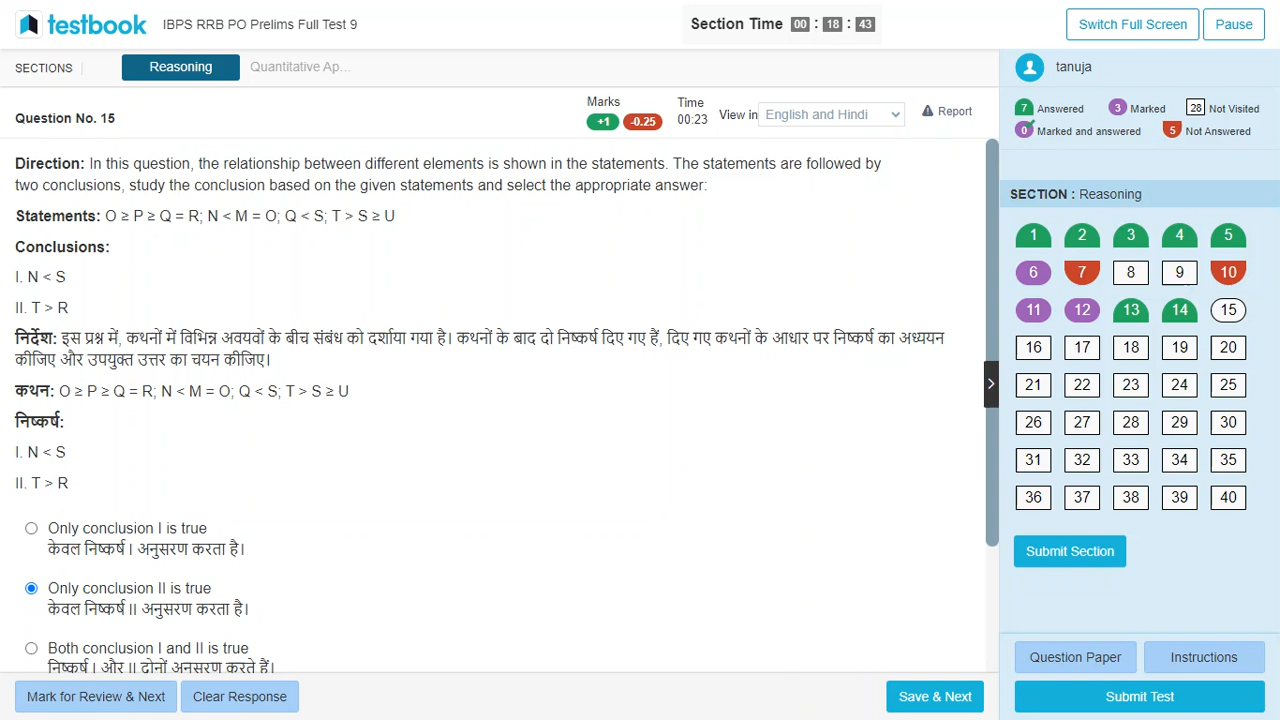 testbook
IBPS RRB PO Prelims Full Test 9
Section Time 00 : 18 : 43
Switch Full Screen
Pause
SECTIONS
Reasoning
Quantitative Ap...
tanuja
Question No. 15
Marks
+1 -0.25
Time
00:23
View in English and Hindi
Report
7 Answered
3 Marked
28 Not Visited
0 Marked and answered
5 Not Answered
Direction: In this question, the relationship between different elements is shown in the statements. The statements are followed by
two conclusions, study the conclusion based on the given statements and select the appropriate answer:
Statements: O ≥ P ≥ Q = R; N < M = O; Q < S; T > S ≥ U
Conclusions:
I. N < S
II. T > R
निर्देश: इस प्रश्न में, कथनों में विभिन्न अवयवों के बीच संबंध को दर्शाया गया है। कथनों के बाद दो निष्कर्ष दिए गए हैं, दिए गए कथनों के आधार पर निष्कर्ष का अध्ययन
कीजिए और उपयुक्त उत्तर का चयन कीजिए।
कथन: O ≥ P ≥ Q = R; N < M = O; Q < S; T > S ≥ U
निष्कर्ष:
I. N < S
II. T > R
Only conclusion I is true
केवल निष्कर्ष I अनुसरण करता है।
Only conclusion II is true
केवल निष्कर्ष II अनुसरण करता है।
Both conclusion I and II is true
निष्कर्ष I और II दोनों अनुसरण करते हैं।
SECTION : Reasoning
1 2 3 4 5
6 7 8 9 10
11 12 13 14 15
16 17 18 19 20
21 22 23 24 25
26 27 28 29 30
31 32 33 34 35
36 37 38 39 40
Submit Section
Question Paper
Instructions
Mark for Review & Next
Clear Response
Save & Next
Submit Test